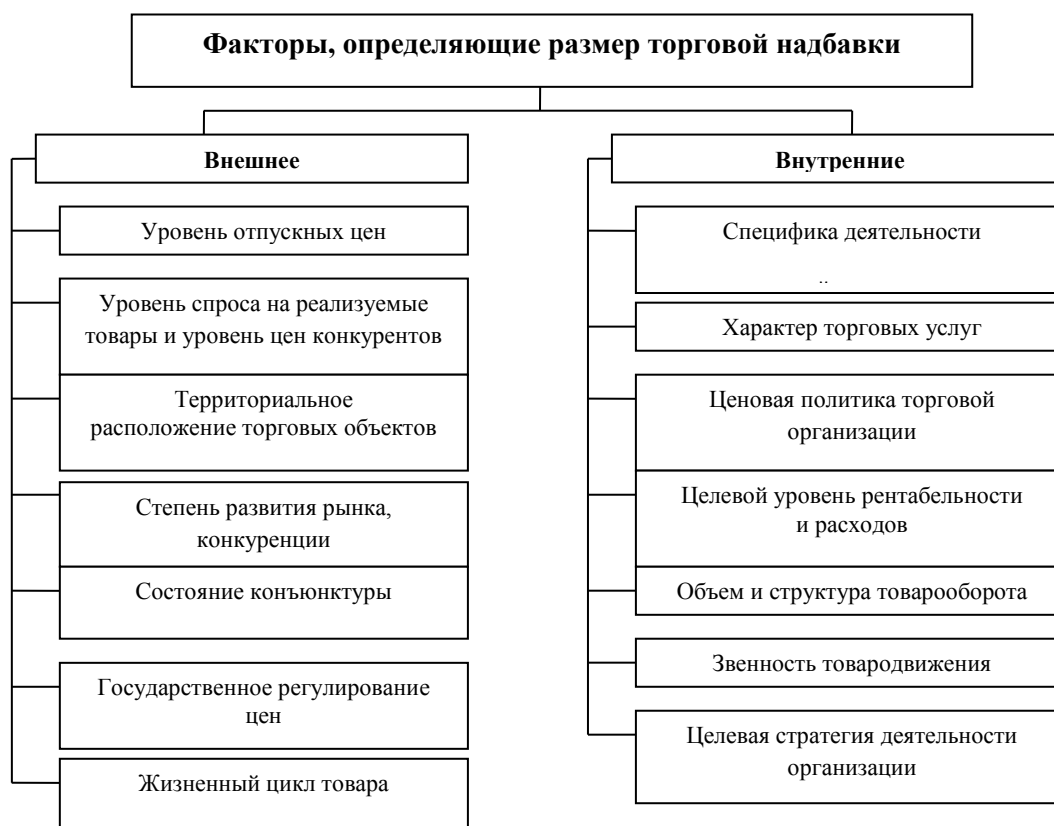 Факторы, определяющие размер торговой надбавки
Внешнее
Уровень отпускных цен
Уровень спроса на реализуемые
товары и уровень цен конкурентов
Территориальное
расположение торговых объектов
Степень развития рынка,
конкуренции
Состояние конъюнктуры
Государственное регулирование
цен
Жизненный цикл товара
Внутренние
Специфика деятельности
Характер торговых услуг
Ценовая политика торговой
организации
Целевой уровень рентабельности
и расходов
Объем и структура товарооборота
Звенность товародвижения
Целевая стратегия деятельности
организации